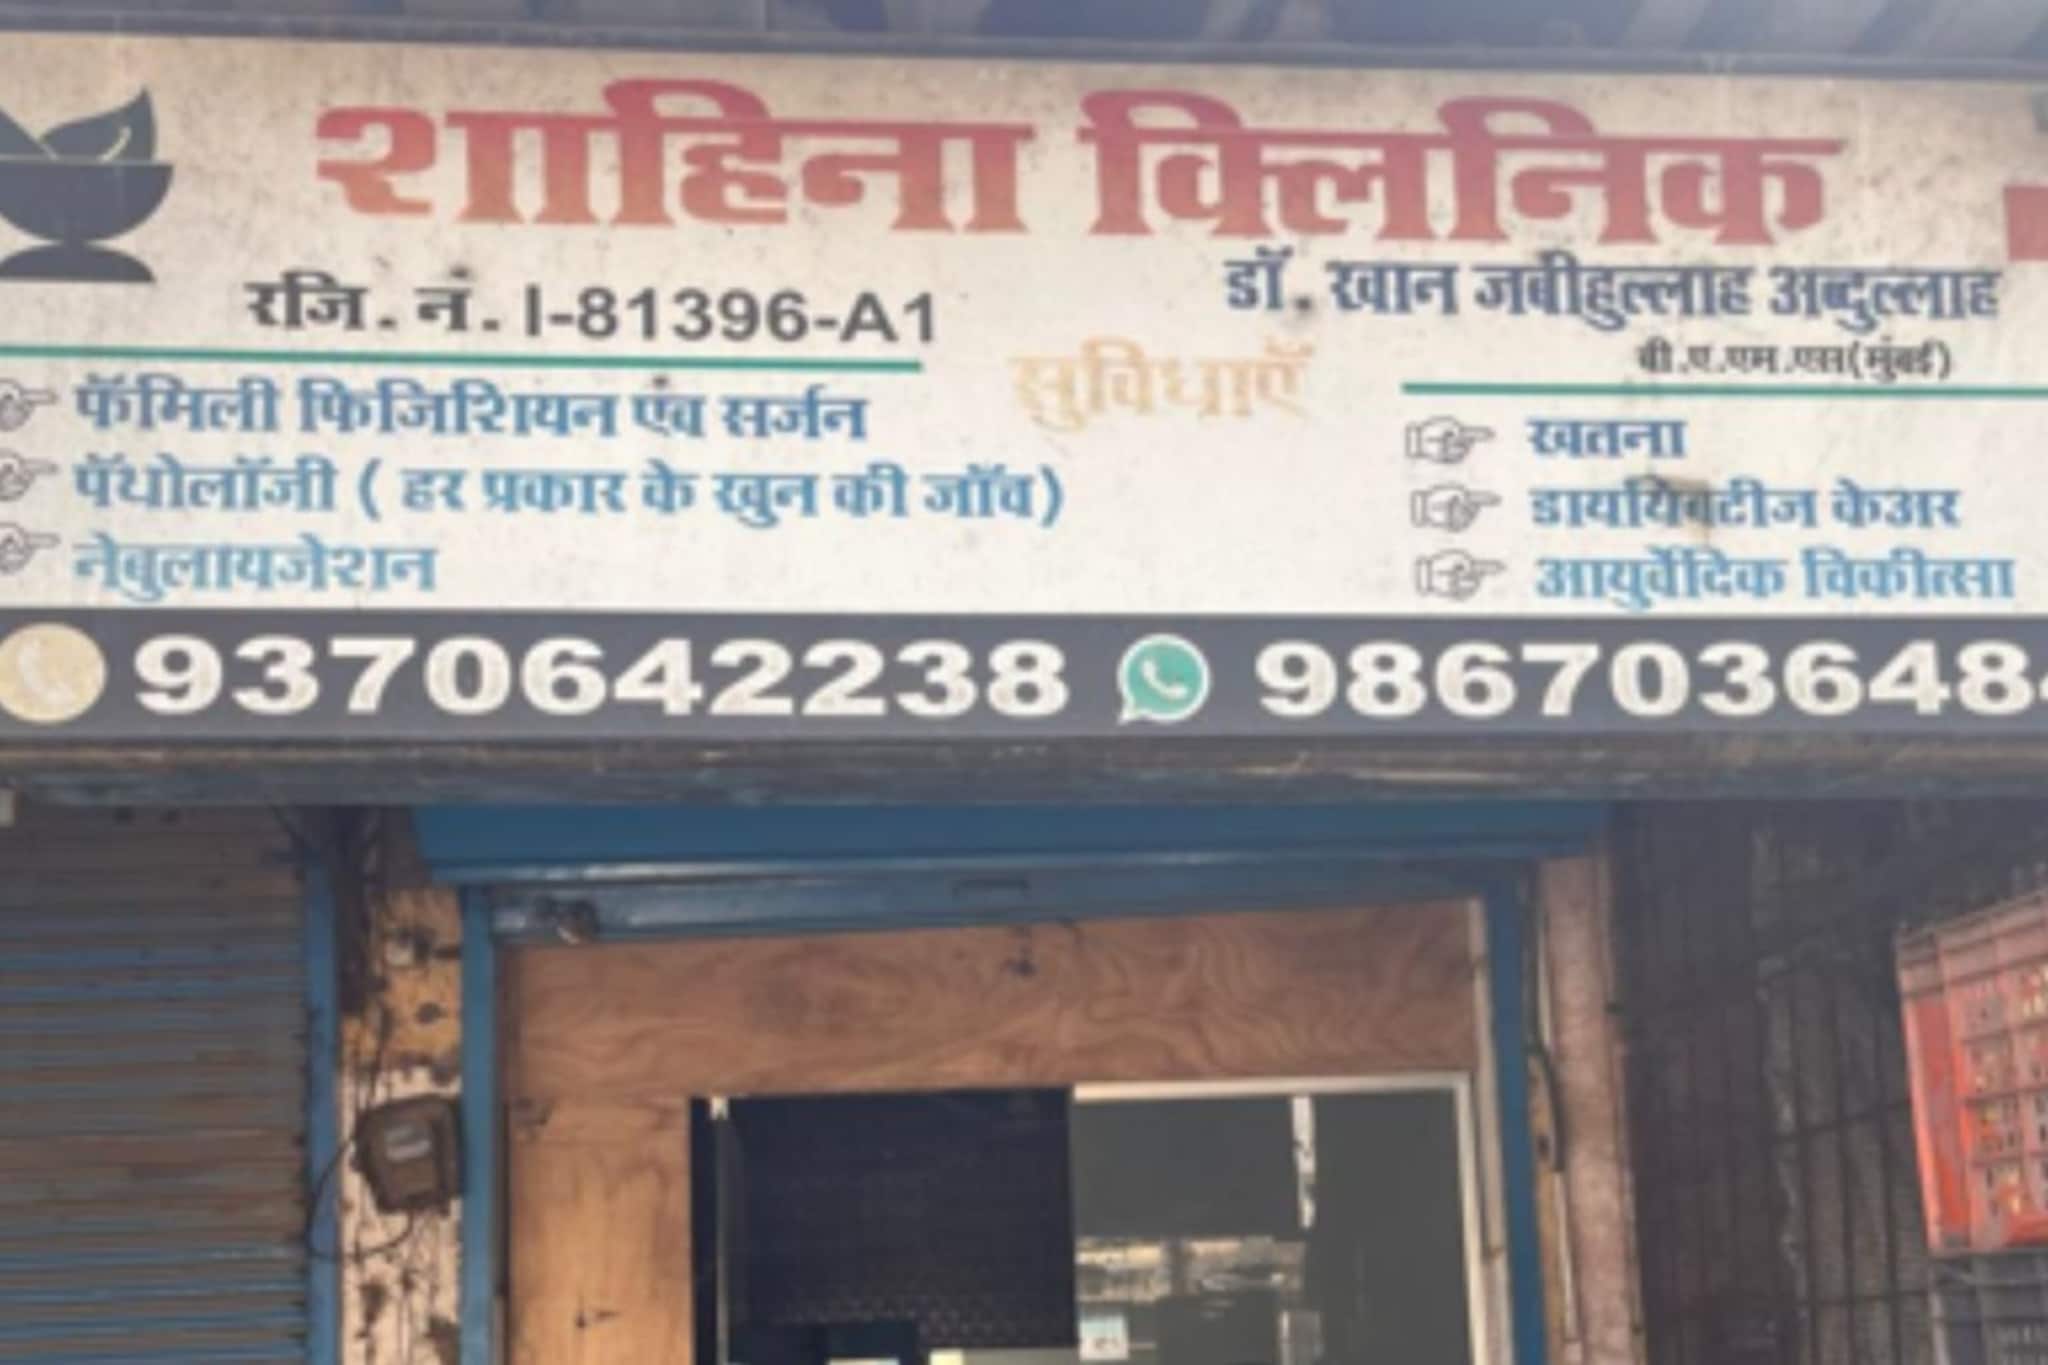 शाहिना क्लिनिक
रजि. नं. I-81396-A1
डॉ. खान जबीहुल्लाह अब्दुल्लाह
बी.ए.एम.एस(मुंबई)
सुविधाएॅं
फॅमिली फिजिशियन एंव सर्जन
पॅथोलॉजी ( हर प्रकार के खुन की जॉच)
नेबुलायजेशन
खतना
डायबिटीज केअर
आयुर्वेदिक चिकीत्सा
9370642238 986703648